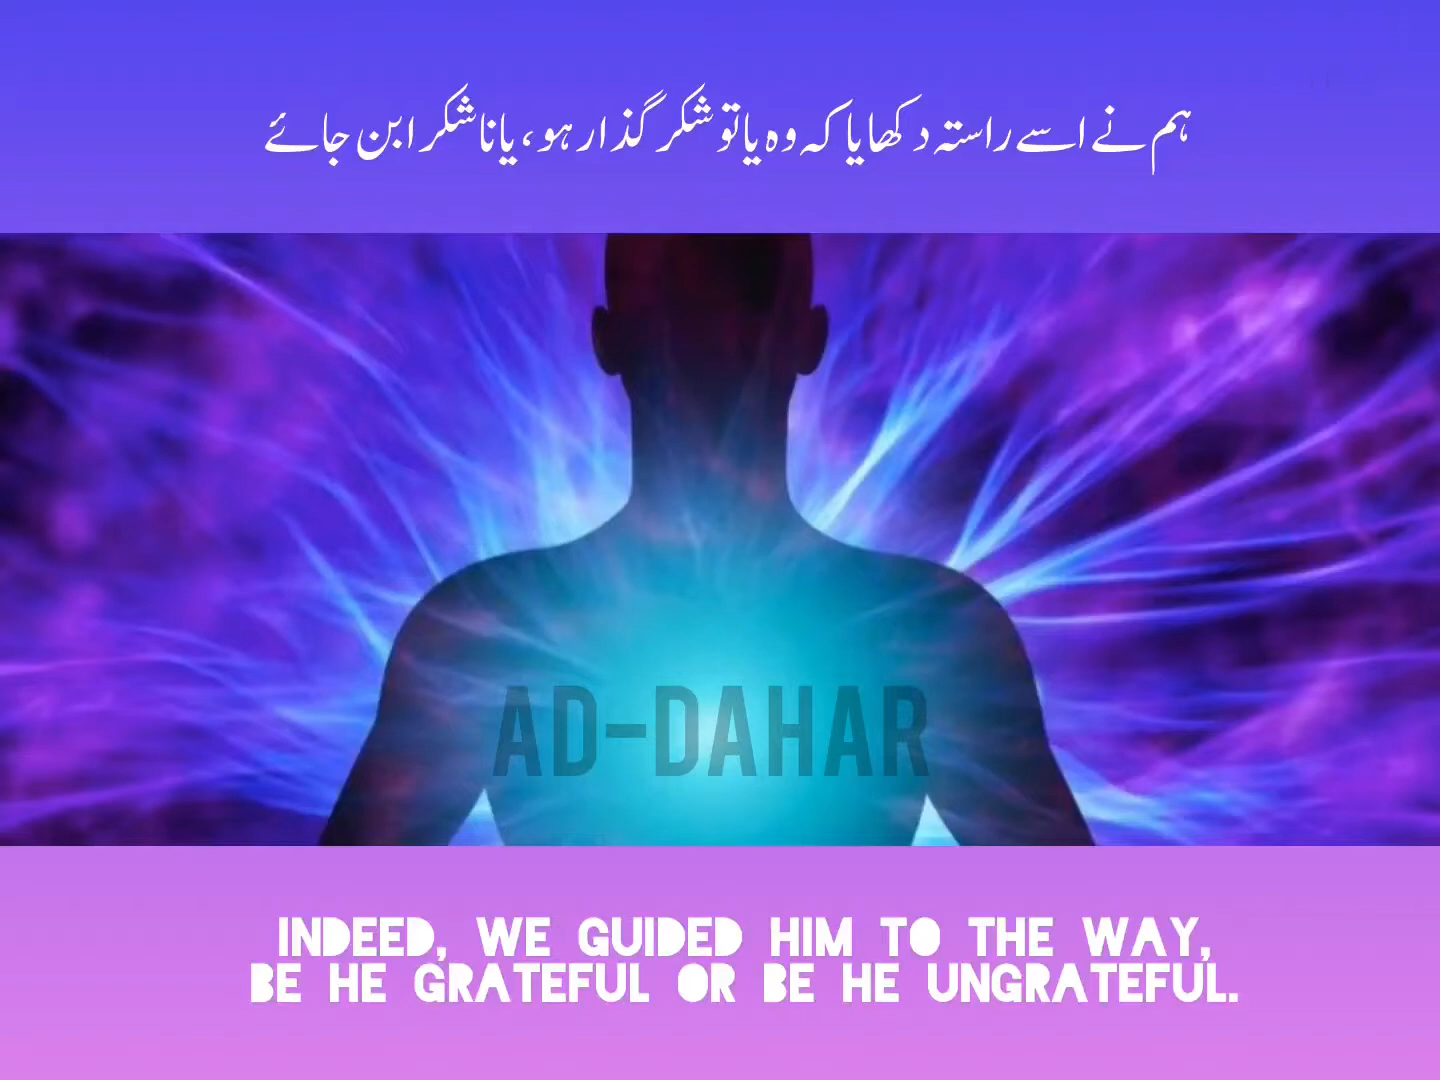 ہم نے اسے راستہ دکھایا کہ وہ یا تو شکر گذار ہو، یا ناشکرا بن جائے
AD-DAHAR
INDEED, WE GUIDED HIM TO THE WAY,
BE HE GRATEFUL OR BE HE UNGRATEFUL.